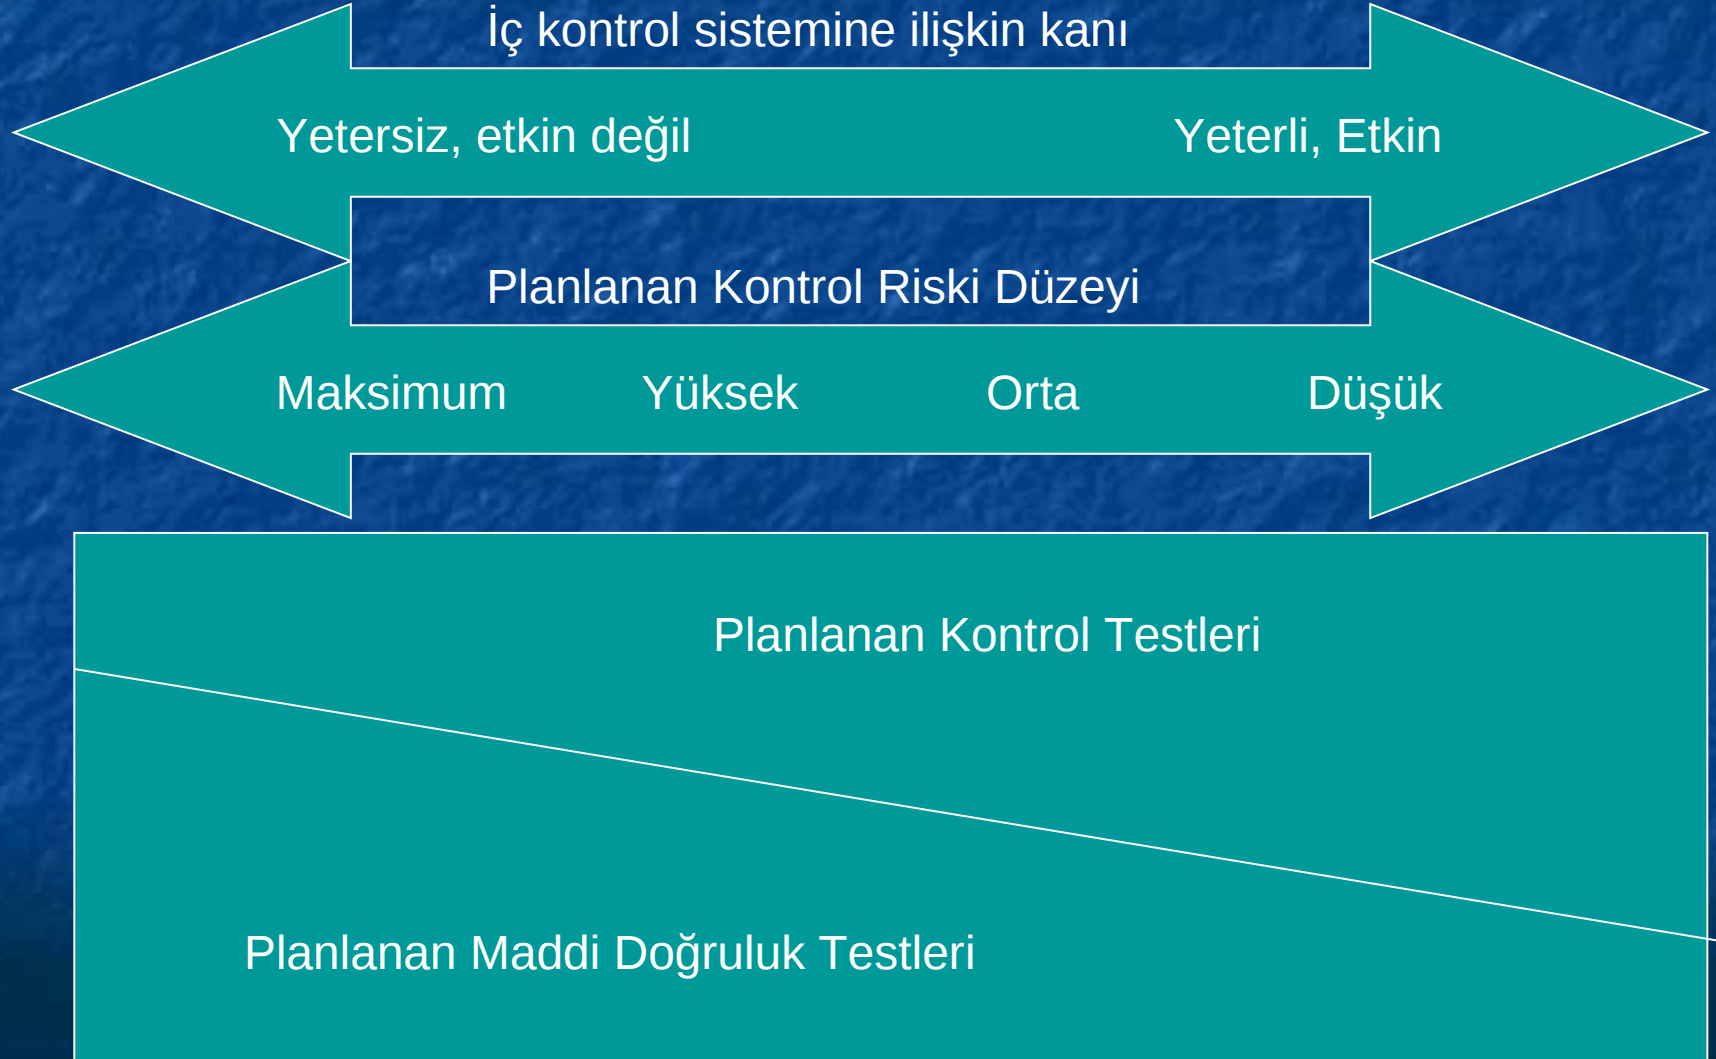 İç kontrol sistemine ilişkin kanı
Yetersiz, etkin değil Yeterli, Etkin
Planlanan Kontrol Riski Düzeyi
Maksimum Yüksek Orta Düşük
Planlanan Kontrol Testleri
Planlanan Maddi Doğruluk Testleri